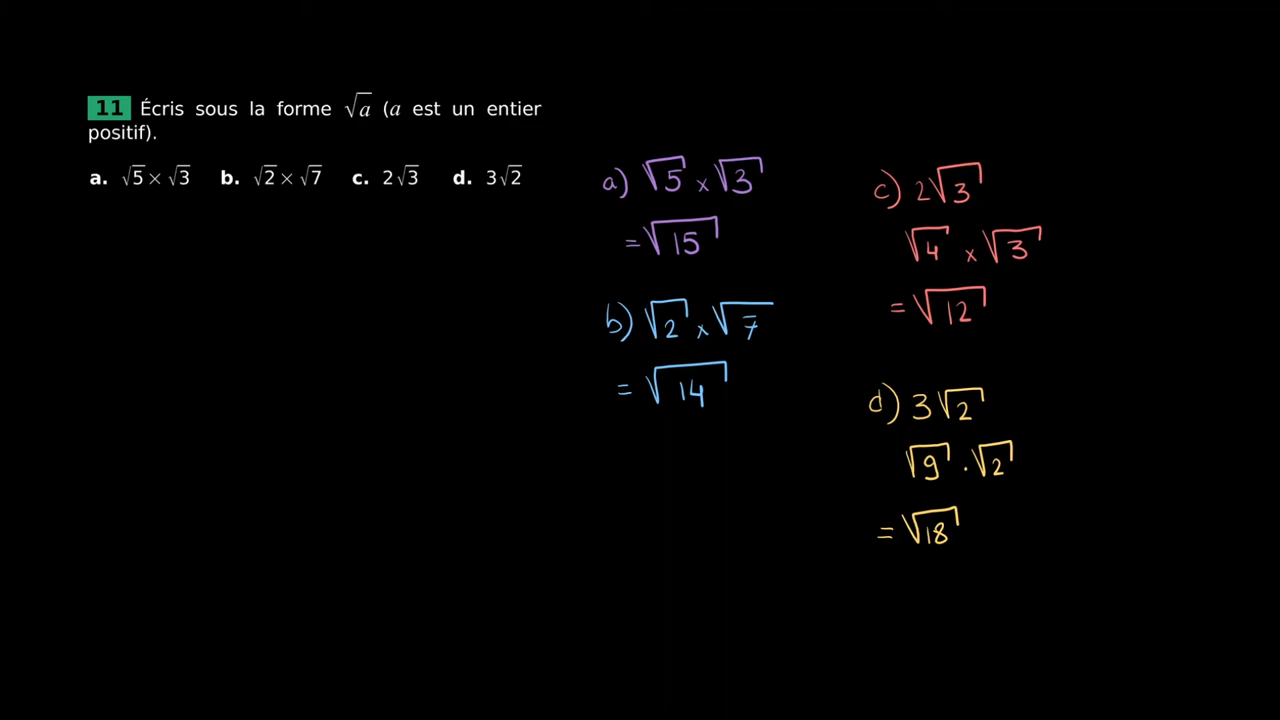 11 Écris sous la forme √a (a est un entier
positif).
a. √5 × √3 b. √2 × √7 c. 2√3 d. 3√2
a) √5 × √3
= √15
b) √2 × √7
= √14
c) 2√3
√4 × √3
= √12
d) 3√2
√9 · √2
= √18